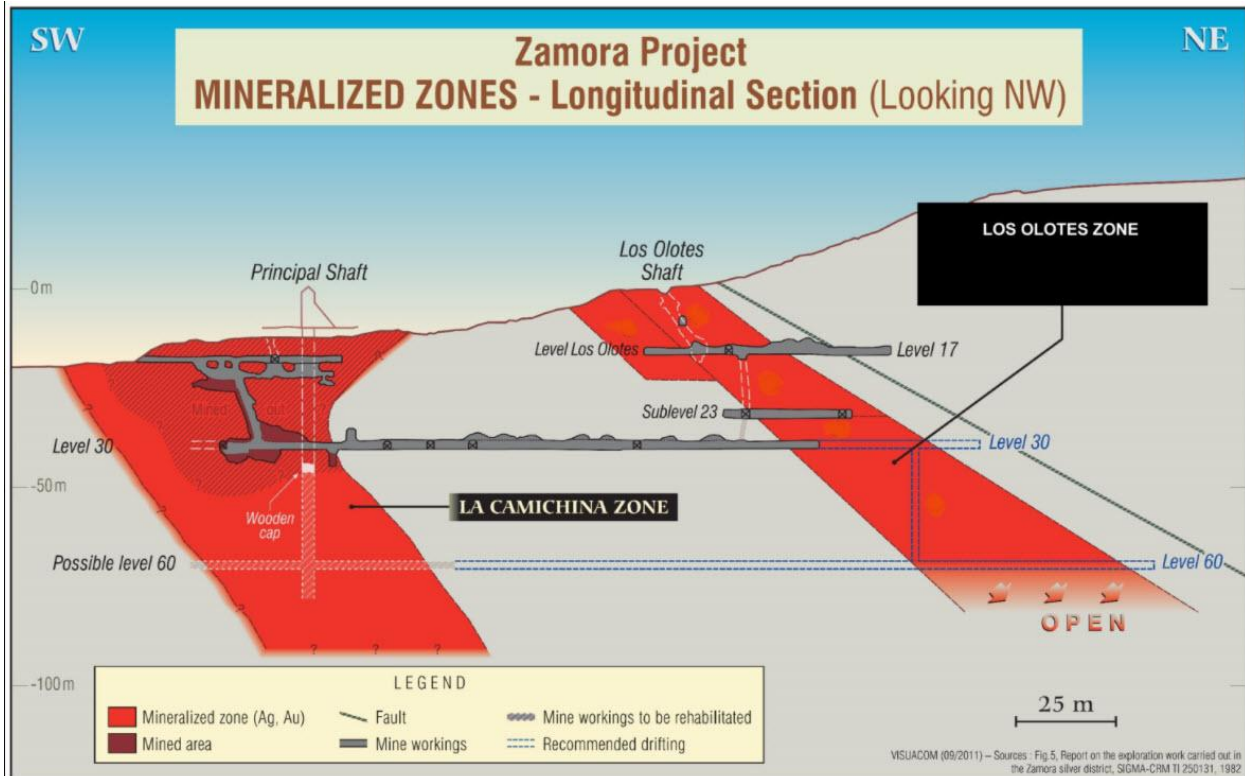 SW
NE
Zamora Project
MINERALIZED ZONES - Longitudinal Section (Looking NW)
LOS OLOTES ZONE
Los Olotes
Shaft
Principal Shaft
0m
Level Los Olotes
Level 17
Mined out
Sublevel 23
Level 30
Level 30
-50m
LA CAMICHINA ZONE
Wooden
cap
Possible level 60
Level 60
OPEN
? ? ? ?
-100m
LEGEND
Mineralized zone (Ag, Au)
Fault
Mine workings to be rehabilitated
Mined area
Mine workings
Recommended drifting
25 m
VISUACOM (09/2011) – Sources : Fig.5, Report on the exploration work carried out in
the Zamora silver district, SIGMA-CRM TI 250131, 1982